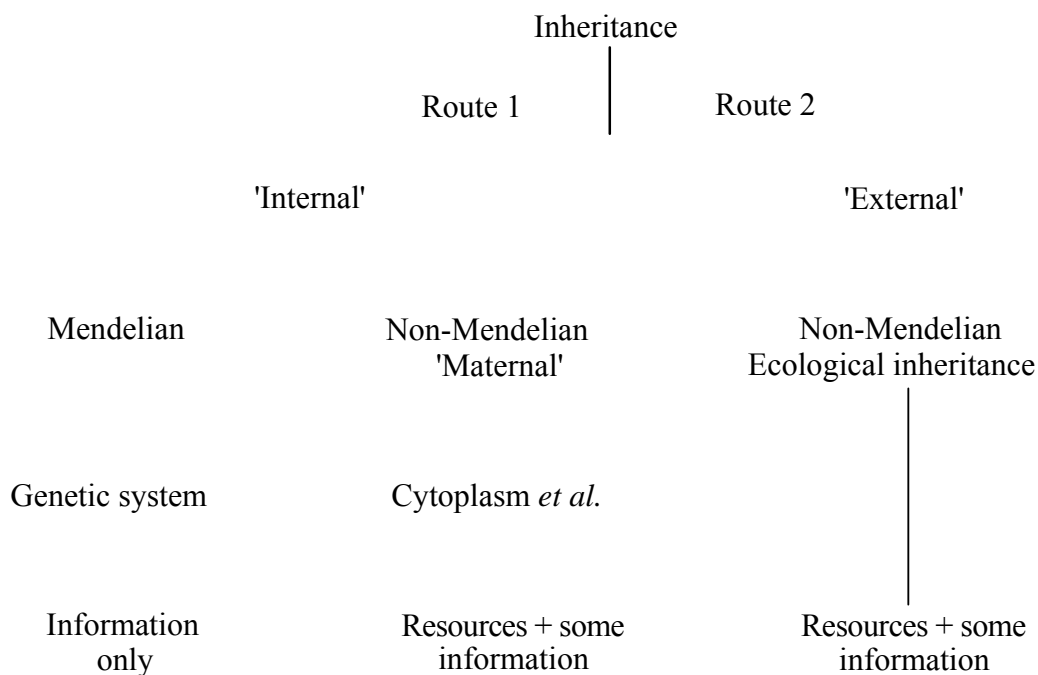 Inheritance
Route 1
Route 2
'Internal'
'External'
Mendelian
Non-Mendelian
'Maternal'
Non-Mendelian
Ecological inheritance
Genetic system
Cytoplasm et al.
Information
only
Resources + some
information
Resources + some
information